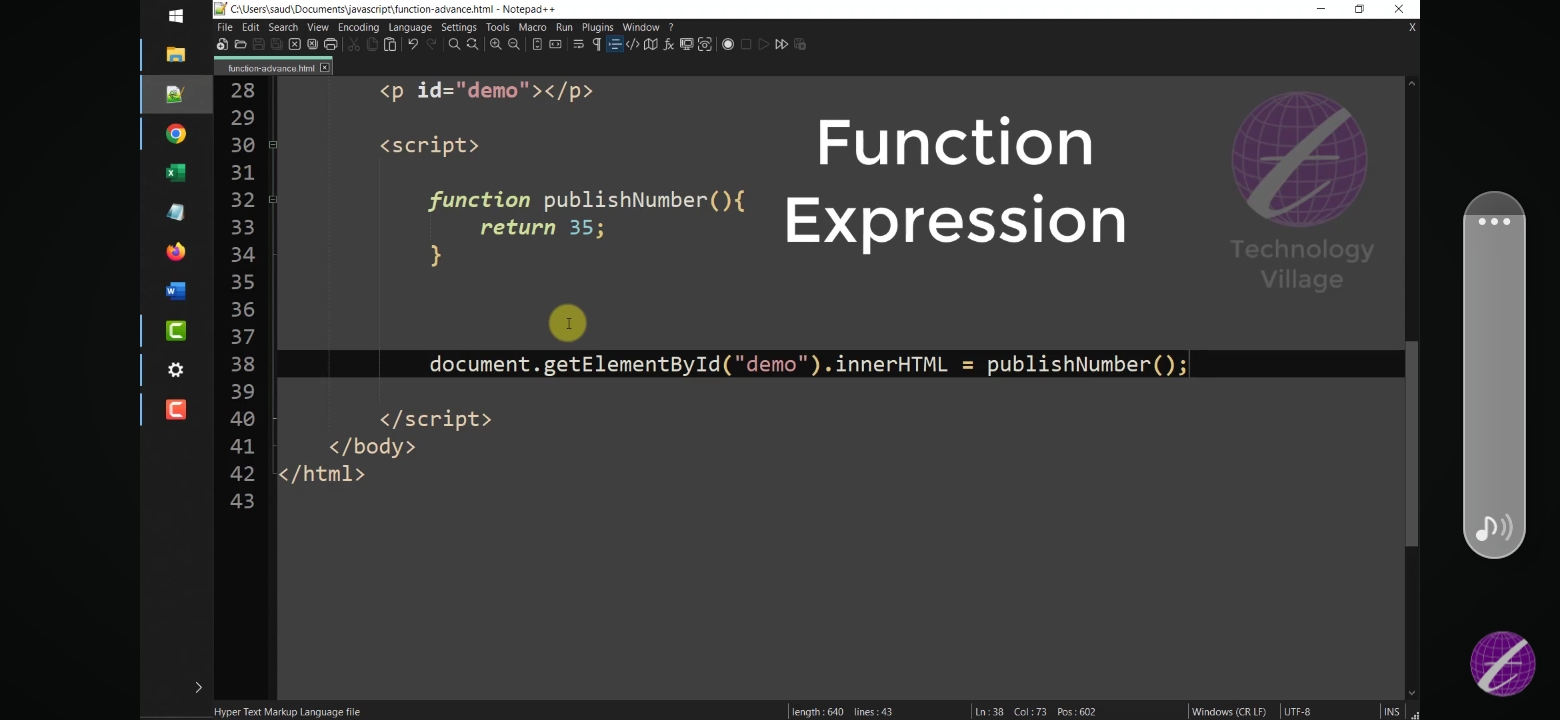 C:\Users\saud\Documents\javascript\function-advance.html - Notepad++
File Edit Search View Encoding Language Settings Tools Macro Run Plugins Window ?
X
function-advance.html
28 <p id="demo"></p>
29
30 <script>
31
32 function publishNumber(){
33 return 35;
34 }
35
36
37
38 document.getElementById("demo").innerHTML = publishNumber();
39
40 </script>
41 </body>
42 </html>
43
Function
Expression
Technology
Village
Hyper Text Markup Language file length : 640 lines : 43 Ln : 38 Col : 73 Pos : 602 Windows (CR LF) UTF-8 INS